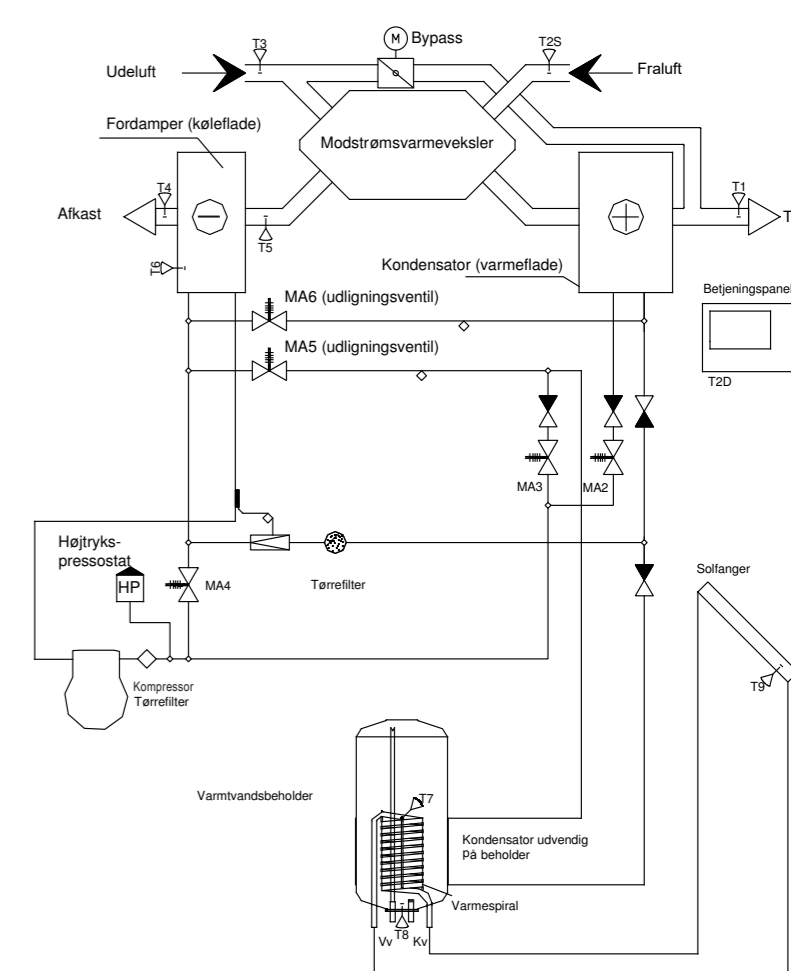 T3
M
Bypass
T2S
Udeluft
Fraluft
Fordamper (køleflade)
Modstrømsvarmeveksler
T4
T1
Afkast
T
T5
T6
Kondensator (varmeflade)
MA6 (udligningsventil)
Betjeningspanel
MA5 (udligningsventil)
T2D
MA3
MA2
Højtryks-
pressostat
HP
MA4
Tørrefilter
Solfanger
Kompressor
Tørrefilter
T9
Varmtvandsbeholder
T7
Kondensator udvendig
på beholder
Varmespiral
Vv
T8
Kv